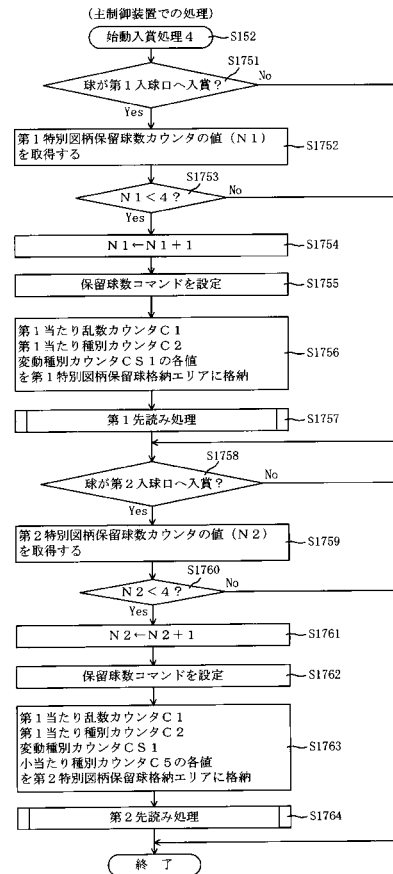 (主制御装置での処理)
始動入賞処理4
S152
S1751
球が第1入球口へ入賞?
No
Yes
第1特別図柄保留球数カウンタの値(N1)
を取得する
S1752
S1753
N1<4?
No
Yes
N1←N1+1
S1754
保留球数コマンドを設定
S1755
第1当たり乱数カウンタC1
第1当たり種別カウンタC2
変動種別カウンタCS1の各値
を第1特別図柄保留球格納エリアに格納
S1756
第1先読み処理
S1757
S1758
球が第2入球口へ入賞?
No
Yes
第2特別図柄保留球数カウンタの値(N2)
を取得する
S1759
S1760
N2<4?
No
Yes
N2←N2+1
S1761
保留球数コマンドを設定
S1762
第1当たり乱数カウンタC1
第1当たり種別カウンタC2
変動種別カウンタCS1
小当たり種別カウンタC5の各値
を第2特別図柄保留球格納エリアに格納
S1763
第2先読み処理
S1764
終了